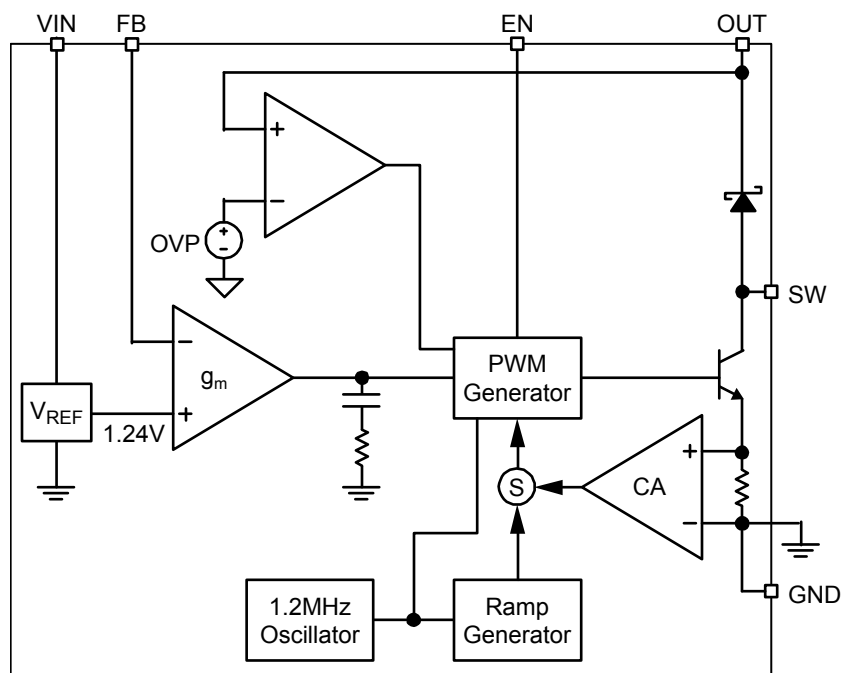 VIN
FB
EN
OUT
+
−
OVP
+
−
SW
−
gm
+
VREF
1.24V
PWM
Generator
S
+
CA
−
GND
1.2MHz
Oscillator
Ramp
Generator